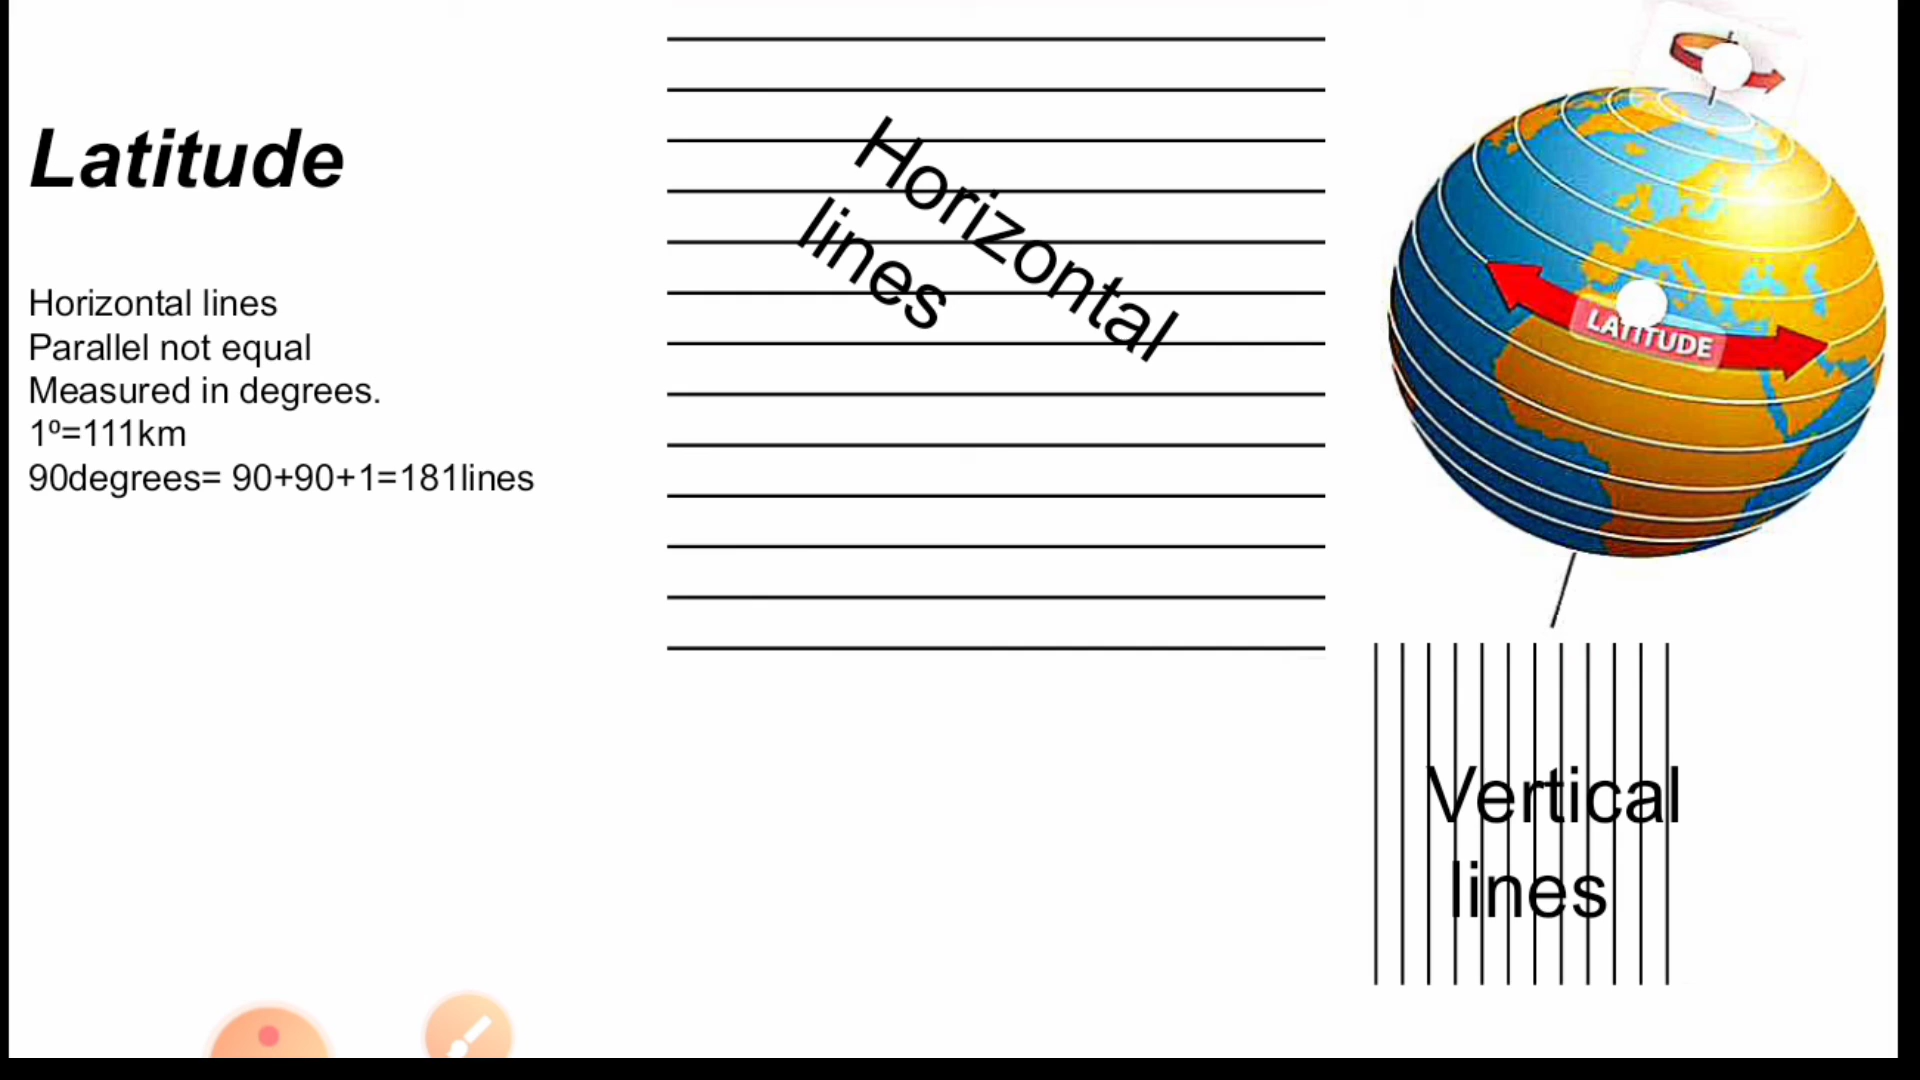 Latitude
Horizontal lines
Parallel not equal
Measured in degrees.
1º=111km
90degrees= 90+90+1=181lines
Horizontal
lines
LATITUDE
Vertical
lines